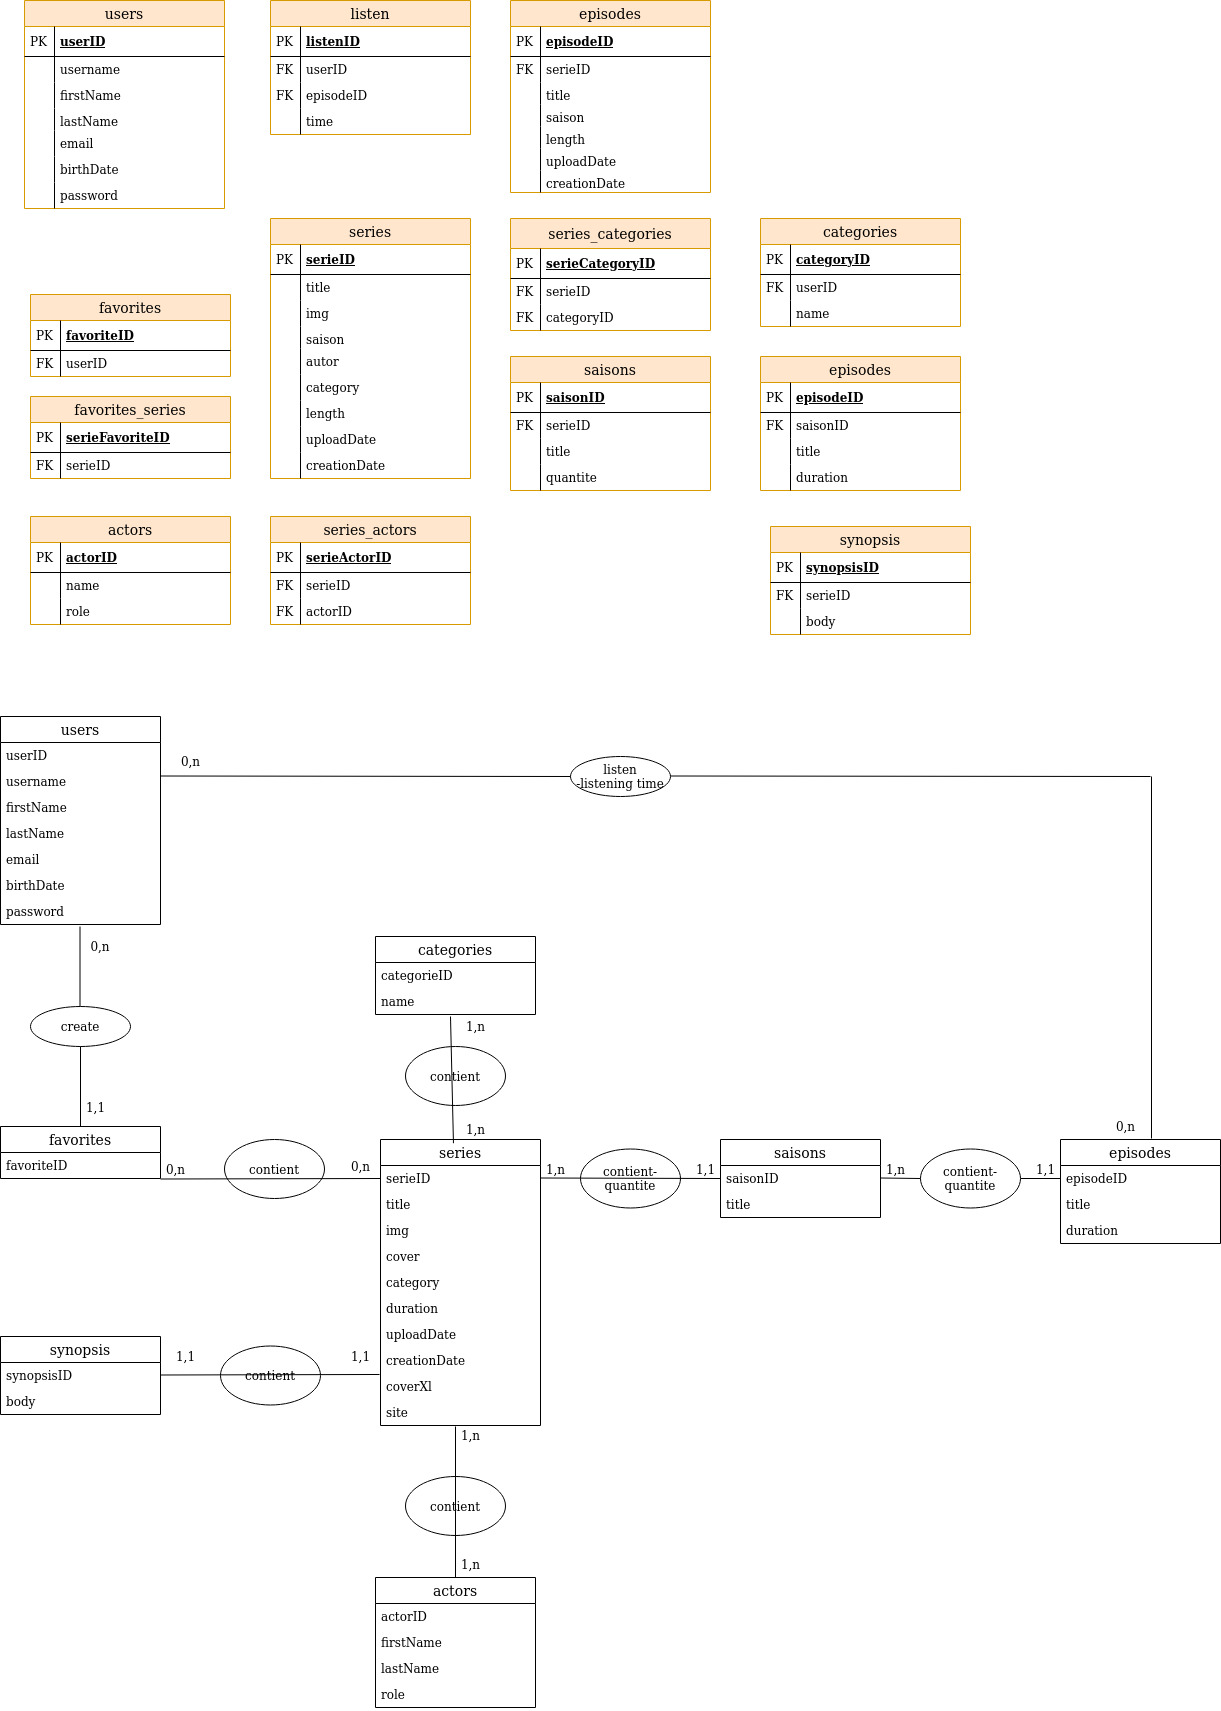 users
PK userID
username
firstName
lastName
email
birthDate
password
listen
PK listenID
FK userID
FK episodeID
time
episodes
PK episodeID
FK serieID
title
saison
length
uploadDate
creationDate
series
PK serieID
title
img
saison
autor
category
length
uploadDate
creationDate
series_categories
PK serieCategoryID
FK serieID
FK categoryID
categories
PK categoryID
FK userID
name
favorites
PK favoriteID
FK userID
favorites_series
PK serieFavoriteID
FK serieID
saisons
PK saisonID
FK serieID
title
quantite
episodes
PK episodeID
FK saisonID
title
duration
actors
PK actorID
name
role
series_actors
PK serieActorID
FK serieID
FK actorID
synopsis
PK synopsisID
FK serieID
body
users
userID
username
firstName
lastName
email
birthDate
password
0,n
listen
-listening time
0,n
0,n
create
1,1
categories
categorieID
name
1,n
contient
1,n
favorites
favoriteID
0,n
contient
0,n
series
serieID
title
img
cover
category
duration
uploadDate
creationDate
coverXl
site
1,n
contient-
quantite
1,1
saisons
saisonID
title
1,n
contient-
quantite
1,1
episodes
episodeID
title
duration
synopsis
synopsisID
body
1,1
contient
1,1
1,n
contient
1,n
actors
actorID
firstName
lastName
role